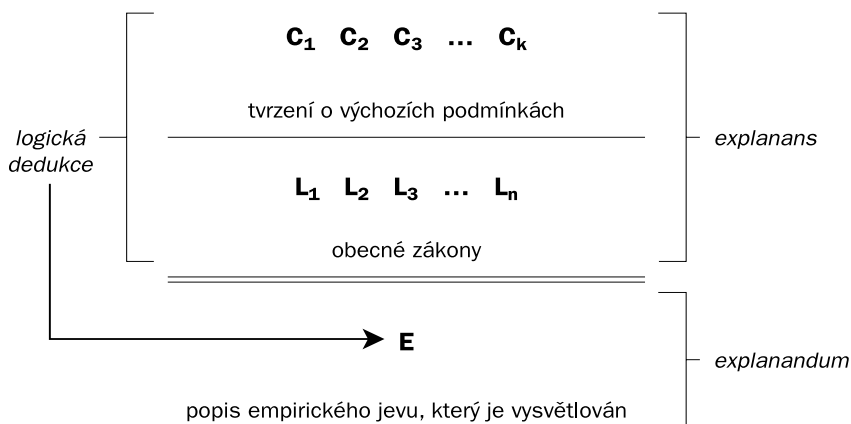 C₁ C₂ C₃ ... Cₖ
tvrzení o výchozích podmínkách
logická
dedukce
explanans
L₁ L₂ L₃ ... Lₙ
obecné zákony
E
explanandum
popis empirického jevu, který je vysvětlován